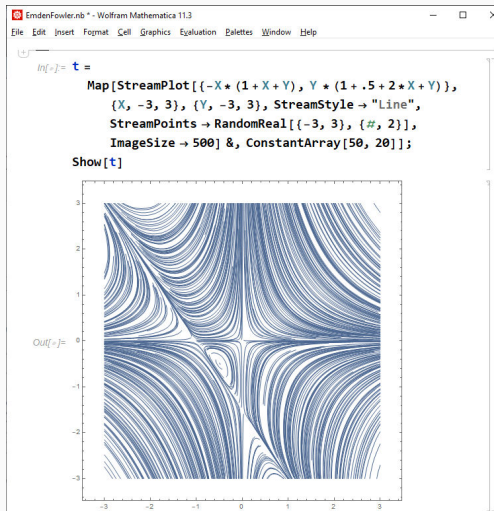 EmdenFowler.nb * - Wolfram Mathematica 11.3
File Edit Insert Format Cell Graphics Evaluation Palettes Window Help
In[•]:= t =
Map[StreamPlot[{-X * (1 + X + Y), Y * (1 + .5 + 2 * X + Y)},
{X, -3, 3}, {Y, -3, 3}, StreamStyle → "Line",
StreamPoints → RandomReal[{-3, 3}, {#, 2}],
ImageSize → 500] &, ConstantArray[50, 20]];
Show[t]
3
2
1
Out[•]= 0
-1
-2
-3
-3 -2 -1 0 1 2 3